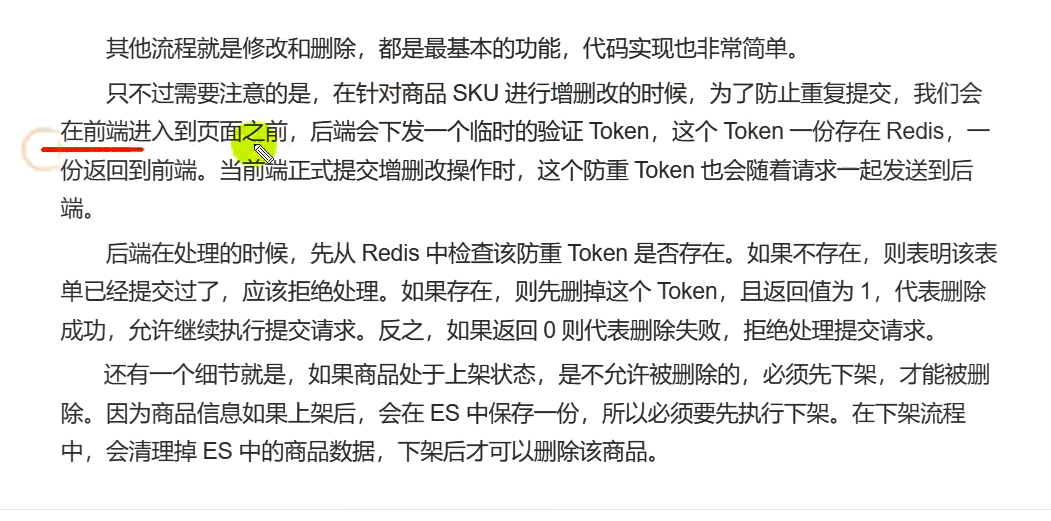 其他流程就是修改和删除，都是最基本的功能，代码实现也非常简单。
只不过需要注意的是，在针对商品 SKU 进行增删改的时候，为了防止重复提交，我们会
在前端进入到页面之前，后端会下发一个临时的验证 Token，这个 Token 一份存在 Redis，一
份返回到前端。当前端正式提交增删改操作时，这个防重 Token 也会随着请求一起发送到后
端。
后端在处理的时候，先从 Redis 中检查该防重 Token 是否存在。如果不存在，则表明该表
单已经提交过了，应该拒绝处理。如果存在，则先删掉这个 Token，且返回值为 1，代表删除
成功，允许继续执行提交请求。反之，如果返回 0 则代表删除失败，拒绝处理提交请求。
还有一个细节就是，如果商品处于上架状态，是不允许被删除的，必须先下架，才能被删
除。因为商品信息如果上架后，会在 ES 中保存一份，所以必须要先执行下架。在下架流程
中，会清理掉 ES 中的商品数据，下架后才可以删除该商品。